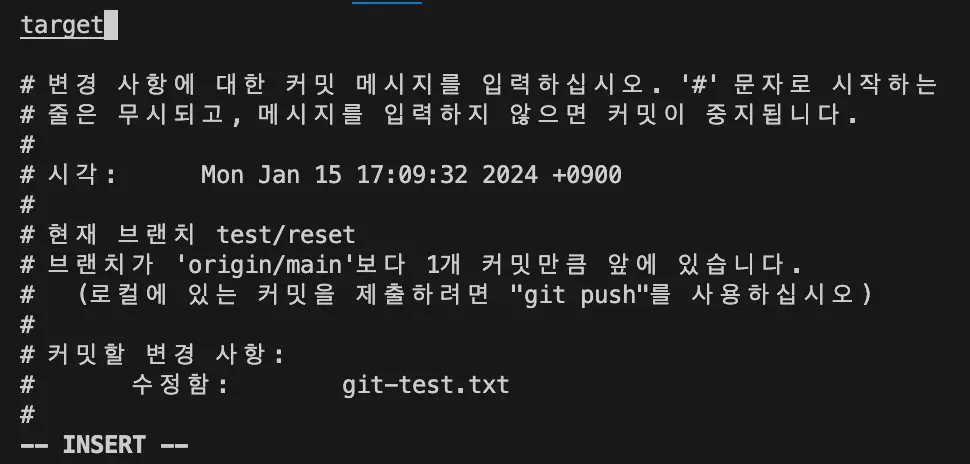 target
# 변경 사항에 대한 커밋 메시지를 입력하십시오. '#' 문자로 시작하는
# 줄은 무시되고, 메시지를 입력하지 않으면 커밋이 중지됩니다.
#
# 시각:      Mon Jan 15 17:09:32 2024 +0900
#
# 현재 브랜치 test/reset
# 브랜치가 'origin/main'보다 1개 커밋만큼 앞에 있습니다.
#   (로컬에 있는 커밋을 제출하려면 "git push"를 사용하십시오)
#
# 커밋할 변경 사항:
#       수정함:        git-test.txt
#
-- INSERT --